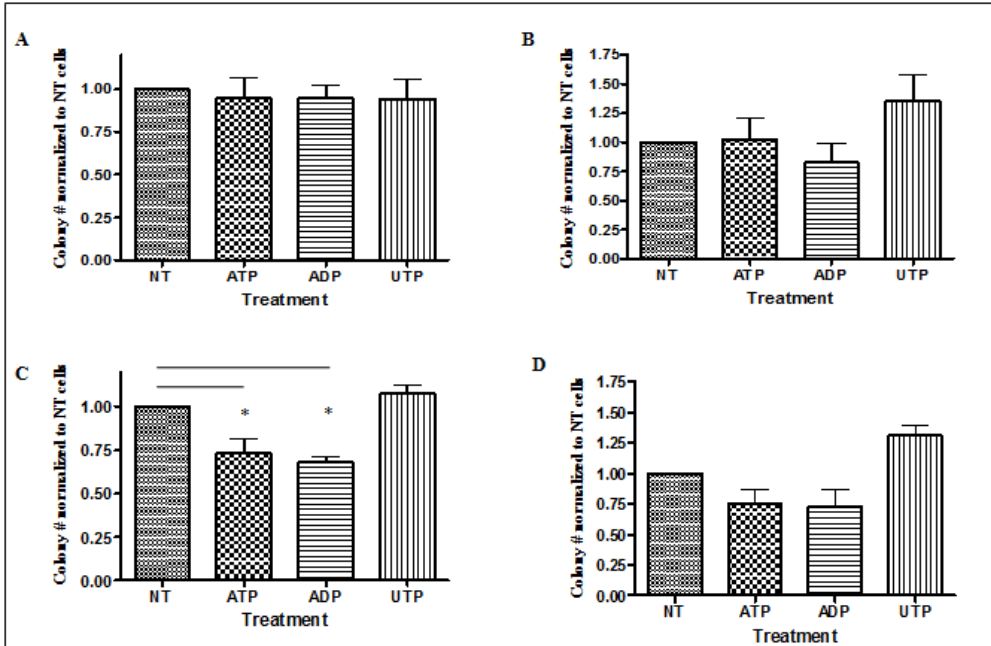 A
Colony # normalized to NT cells
1.00
0.75
0.50
0.25
0.00
NT ATP ADP UTP
Treatment
B
Colony # normalized to NT cells
1.75
1.50
1.25
1.00
0.75
0.50
0.25
0.00
NT ATP ADP UTP
Treatment
C
Colony # normalized to NT cells
1.00
0.75
0.50
0.25
0.00
* *
NT ATP ADP UTP
Treatment
D
Colony # normalized to NT cells
1.75
1.50
1.25
1.00
0.75
0.50
0.25
0.00
NT ATP ADP UTP
Treatment